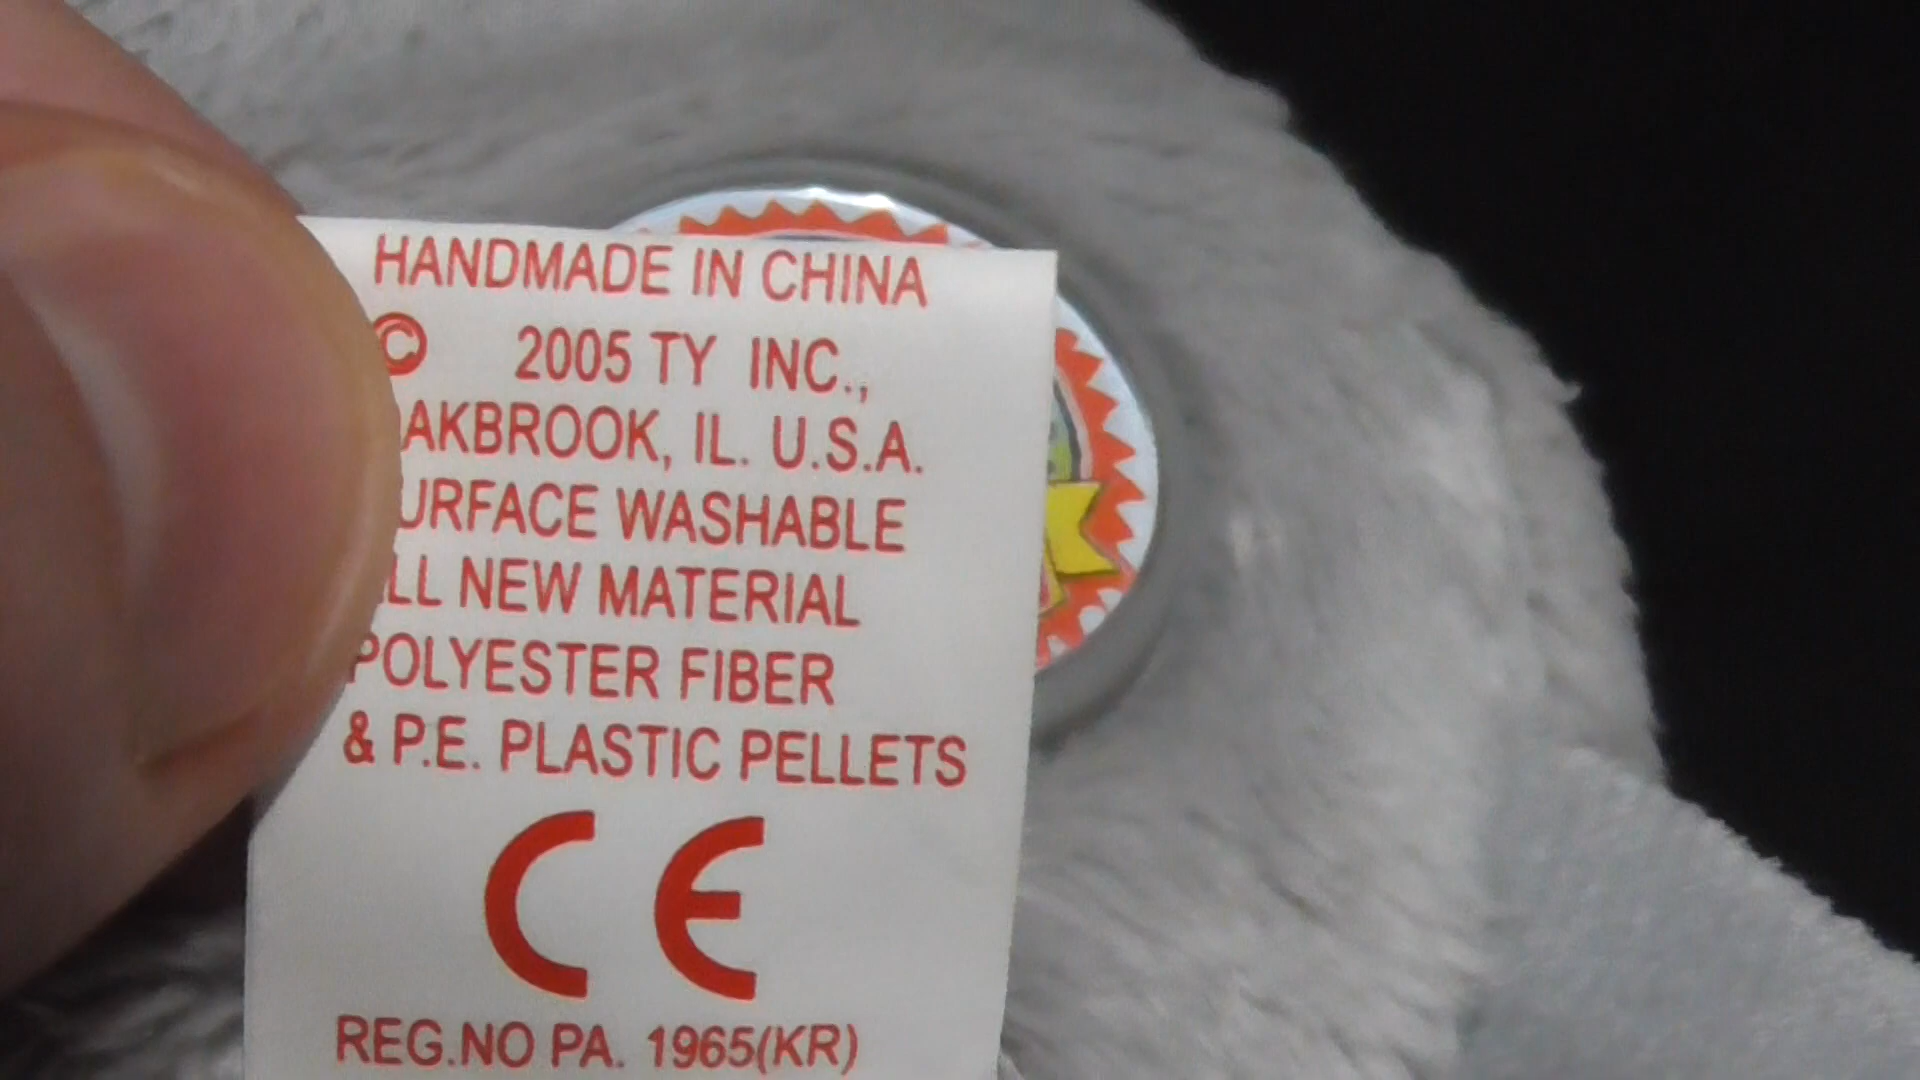 HANDMADE IN CHINA
© 2005 TY INC.,
AKBROOK, IL. U.S.A.
URFACE WASHABLE
LL NEW MATERIAL
POLYESTER FIBER
& P.E. PLASTIC PELLETS
CE
REG.NO PA. 1965(KR)